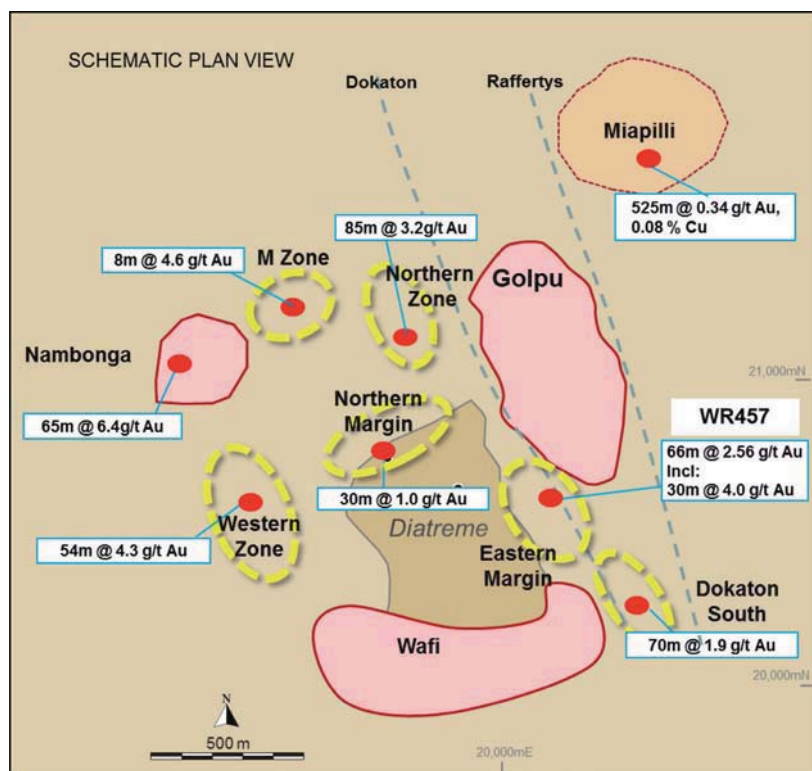 SCHEMATIC PLAN VIEW
Dokaton
Raffertys
Miapilli
525m @ 0.34 g/t Au,
0.08 % Cu
85m @ 3.2g/t Au
8m @ 4.6 g/t Au
M Zone
Northern
Zone
Golpu
Nambonga
21,000mN
65m @ 6.4g/t Au
Northern
Margin
WR457
66m @ 2.56 g/t Au
Incl:
30m @ 4.0 g/t Au
30m @ 1.0 g/t Au
Western
Zone
Diatreme
54m @ 4.3 g/t Au
Eastern
Margin
Dokaton
South
Wafi
70m @ 1.9 g/t Au
20,000mN
N
500 m
20,000mE